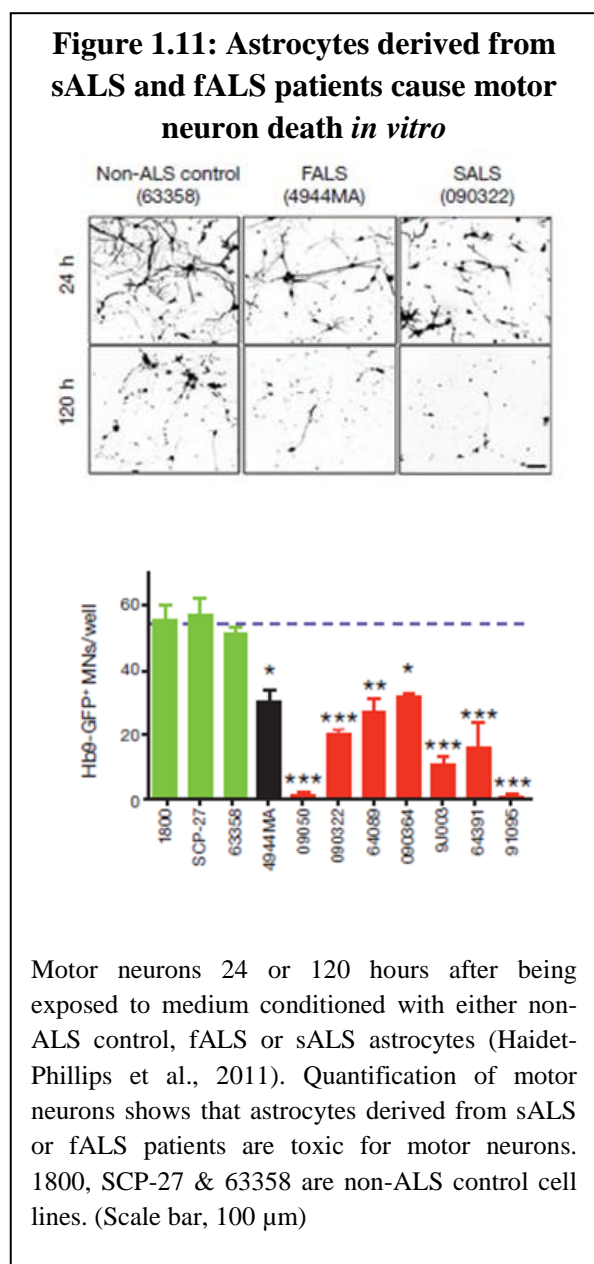 Figure 1.11: Astrocytes derived from
sALS and fALS patients cause motor
neuron death in vitro
Non-ALS control FALS SALS
(63358) (4944MA) (090322)
24 h
120 h
Hb9-GFP+ MNs/well
60
40
20
0
* *** *** ** * *** *** ***
1800 SCP-27 63358 4944MA 09050 090322 64089 090364 9J003 64391 91095
Motor neurons 24 or 120 hours after being
exposed to medium conditioned with either non-
ALS control, fALS or sALS astrocytes (Haidet-
Phillips et al., 2011). Quantification of motor
neurons shows that astrocytes derived from sALS
or fALS patients are toxic for motor neurons.
1800, SCP-27 & 63358 are non-ALS control cell
lines. (Scale bar, 100 µm)